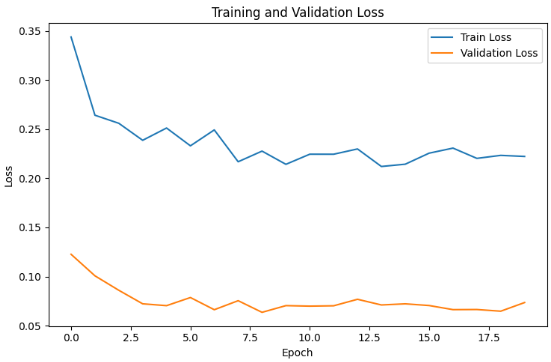 Training and Validation Loss
Train Loss
Validation Loss
0.35
0.30
0.25
0.20
0.15
0.10
0.05
Loss
0.0 2.5 5.0 7.5 10.0 12.5 15.0 17.5
Epoch